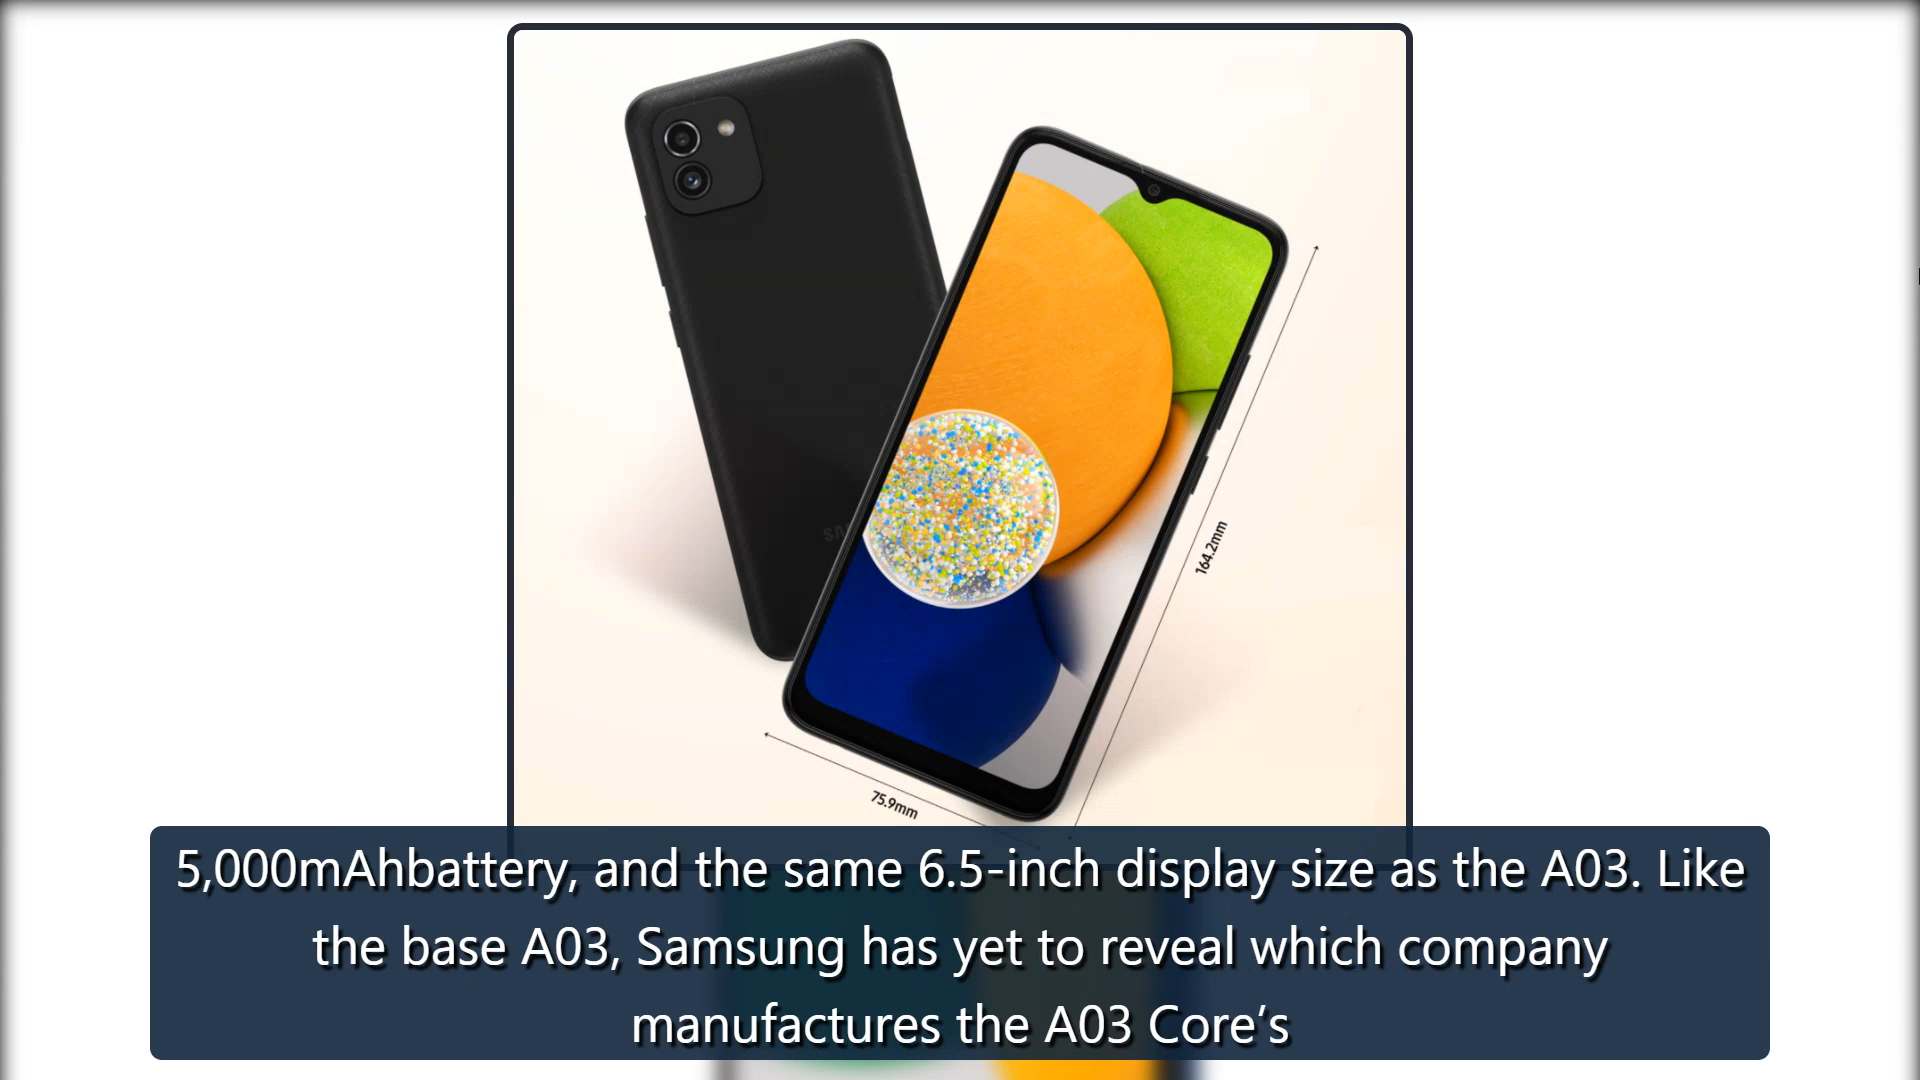 164.2mm
75.9mm
5,000mAhbattery, and the same 6.5-inch display size as the A03. Like
the base A03, Samsung has yet to reveal which company
manufactures the A03 Core’s